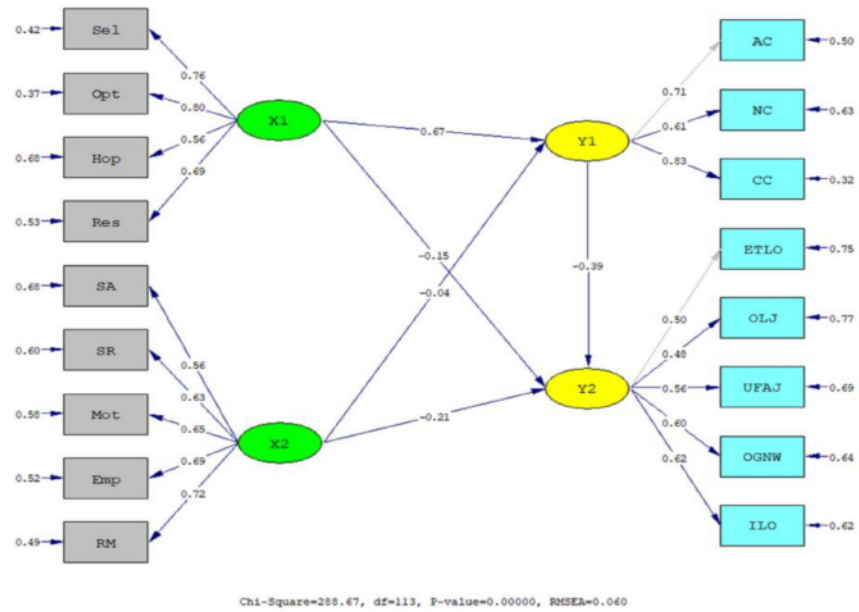 0.42 Sel 0.76
0.37 Opt 0.80
0.68 Hop 0.56
0.53 Res 0.69
X1
0.67
-0.15
0.68 SA 0.56
0.60 SR 0.63
0.58 Mot 0.65
0.52 Emp 0.69
0.49 RM 0.72
X2
-0.04
-0.21
Y1
-0.39
Y2
0.71 AC 0.50
0.61 NC 0.63
0.83 CC 0.32
0.50 ETLO 0.75
0.48 OLJ 0.77
0.56 UFAJ 0.69
0.60 OGNW 0.64
0.62 ILO 0.62
Chi-Square=288.67, df=113, P-value=0.00000, RMSEA=0.060